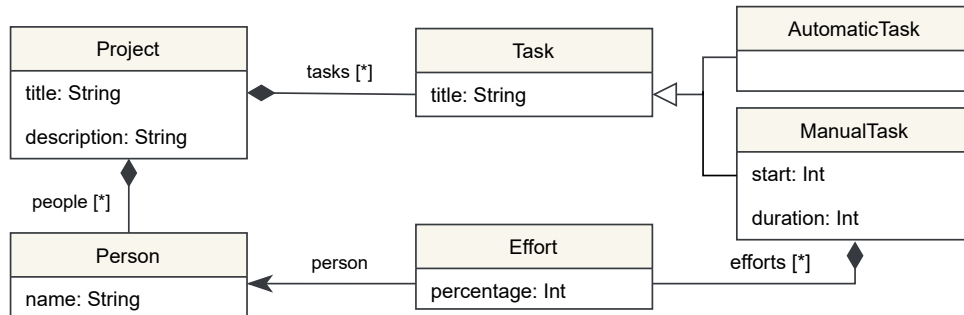 Project
title: String
description: String
tasks [*]
Task
title: String
AutomaticTask
ManualTask
start: Int
duration: Int
people [*]
Person
name: String
person
Effort
percentage: Int
efforts [*]